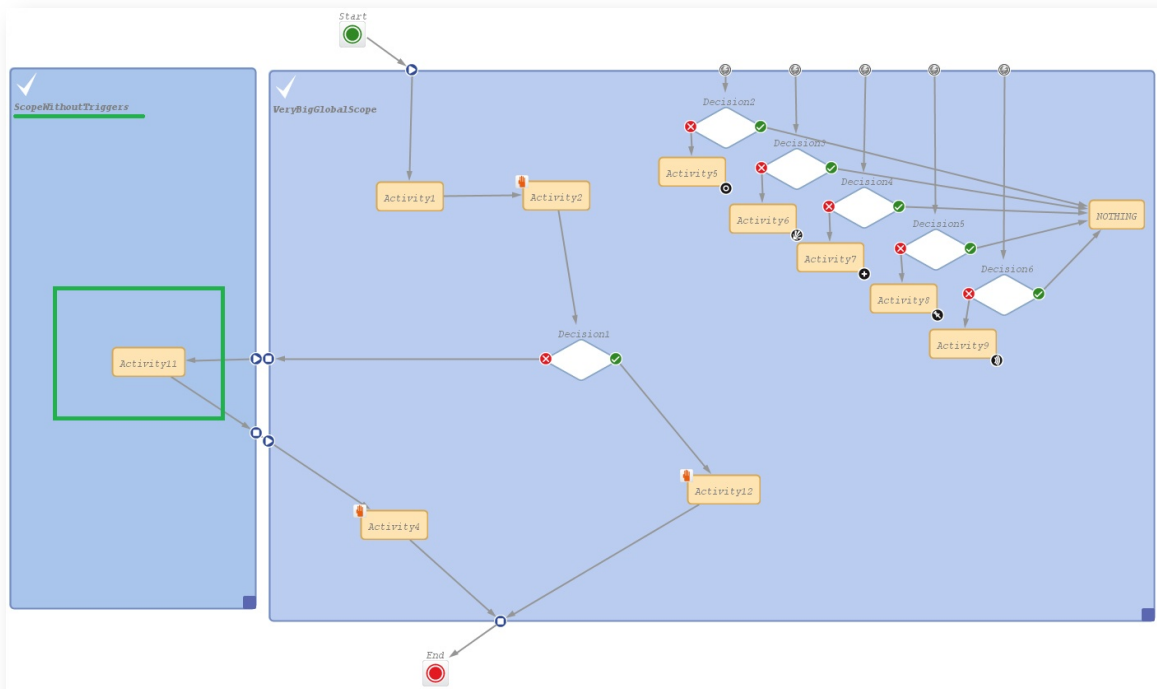 Start
ScopeWithoutTriggers
VeryBigGlobalScope
Decision2
Decision3
Activity5
Decision4
Activity1
Activity2
Activity6
NOTHING
Decision5
Activity7
Decision6
Activity8
Decision1
Activity9
Activity11
Activity12
Activity4
End